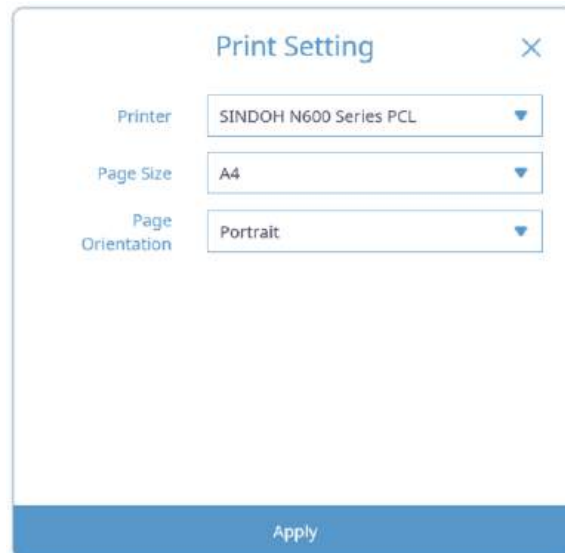 Print Setting
Printer
SINDOH N600 Series PCL
Page Size
A4
Page
Orientation
Portrait
Apply